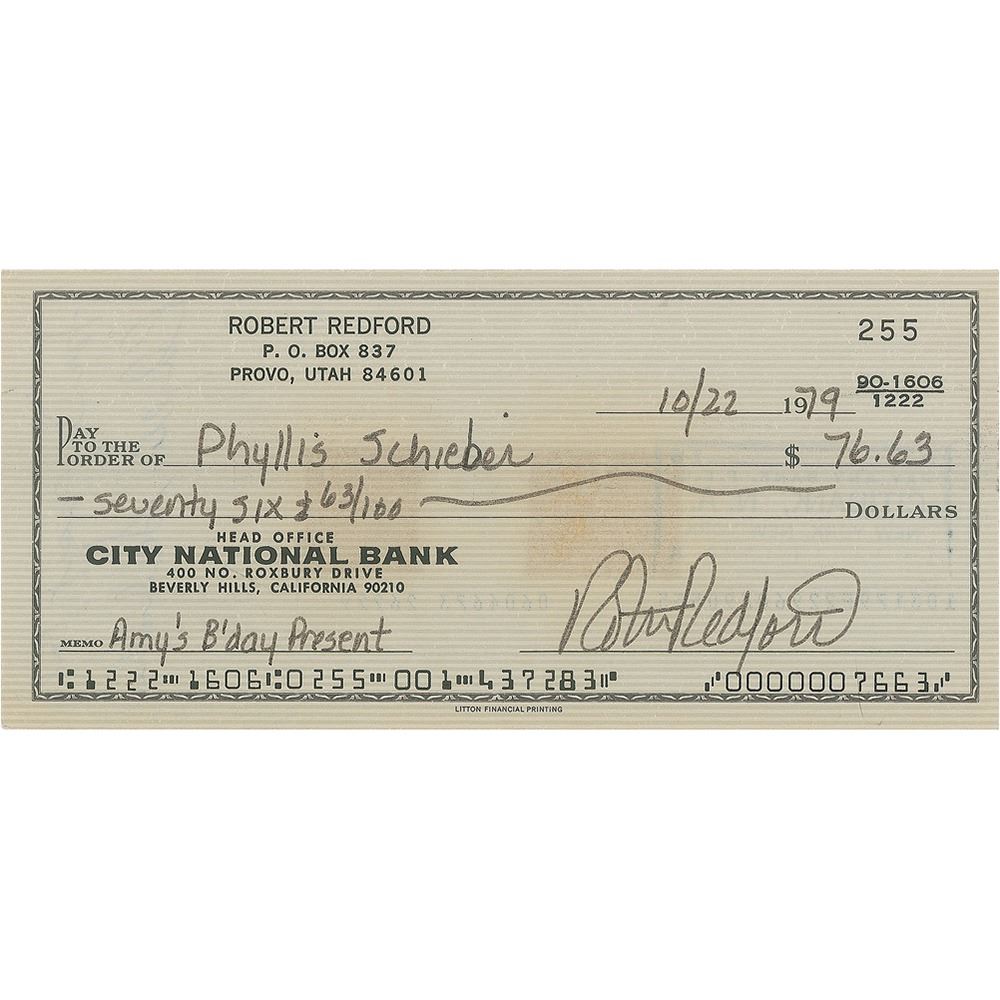 ROBERT REDFORD
P. O. BOX 837
PROVO, UTAH 84601
255
90-1606
1222
10/22 1979
PAY TO THE ORDER OF Phyllis Schieber $ 76.63
— seventy six & 63/100 DOLLARS
HEAD OFFICE
CITY NATIONAL BANK
400 NO. ROXBURY DRIVE
BEVERLY HILLS, CALIFORNIA 90210
Robert Redford
MEMO Amy's B'day Present
⑆1222⑉1606⑆0255⑉001⑉437283⑈ ⑇0000007663⑇
LITTON FINANCIAL PRINTING